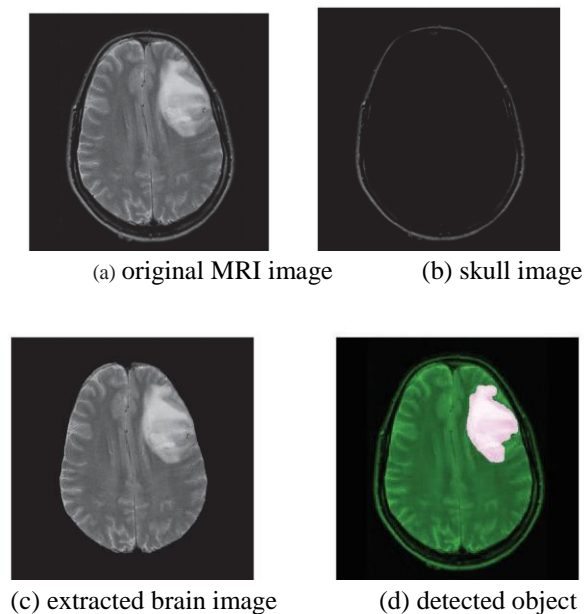 (a) original MRI image
(b) skull image
(c) extracted brain image
(d) detected object